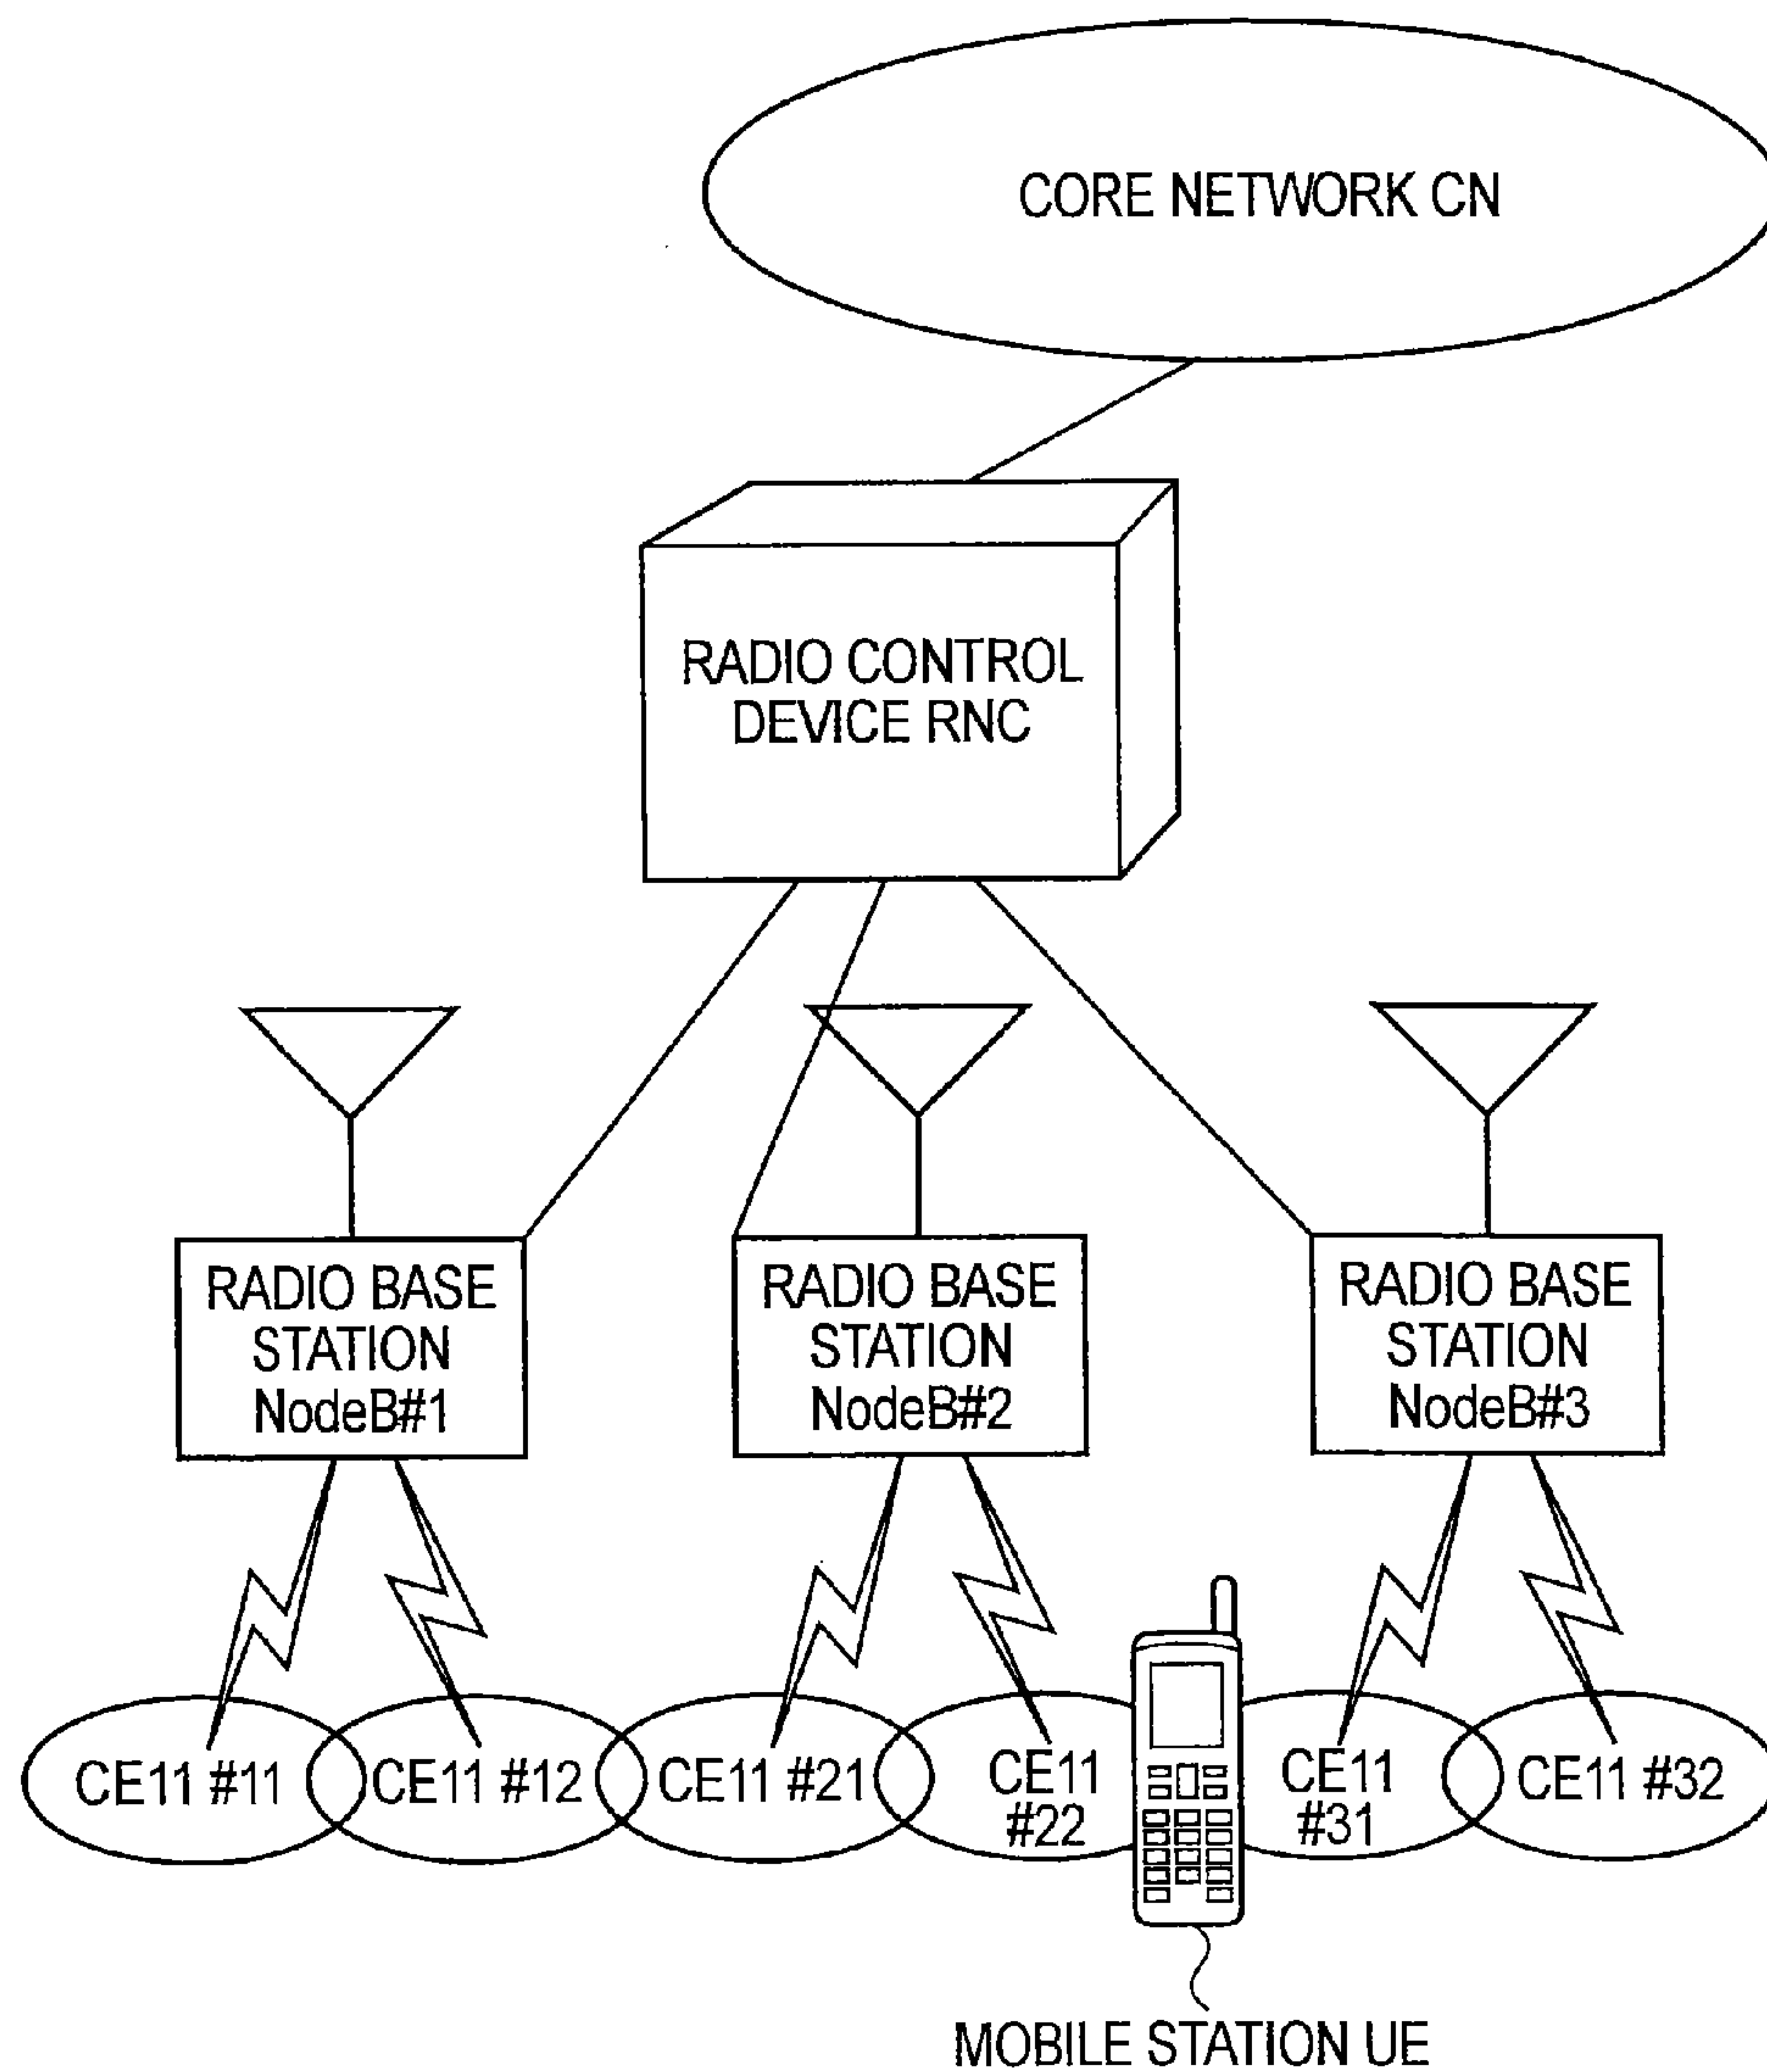 CORE NETWORK CN
RADIO CONTROL
DEVICE RNC
RADIO BASE
STATION
NodeB#1
RADIO BASE
STATION
NodeB#2
RADIO BASE
STATION
NodeB#3
CE11 #11
CE11 #12
CE11 #21
CE11
#22
CE11
#31
CE11 #32
MOBILE STATION UE